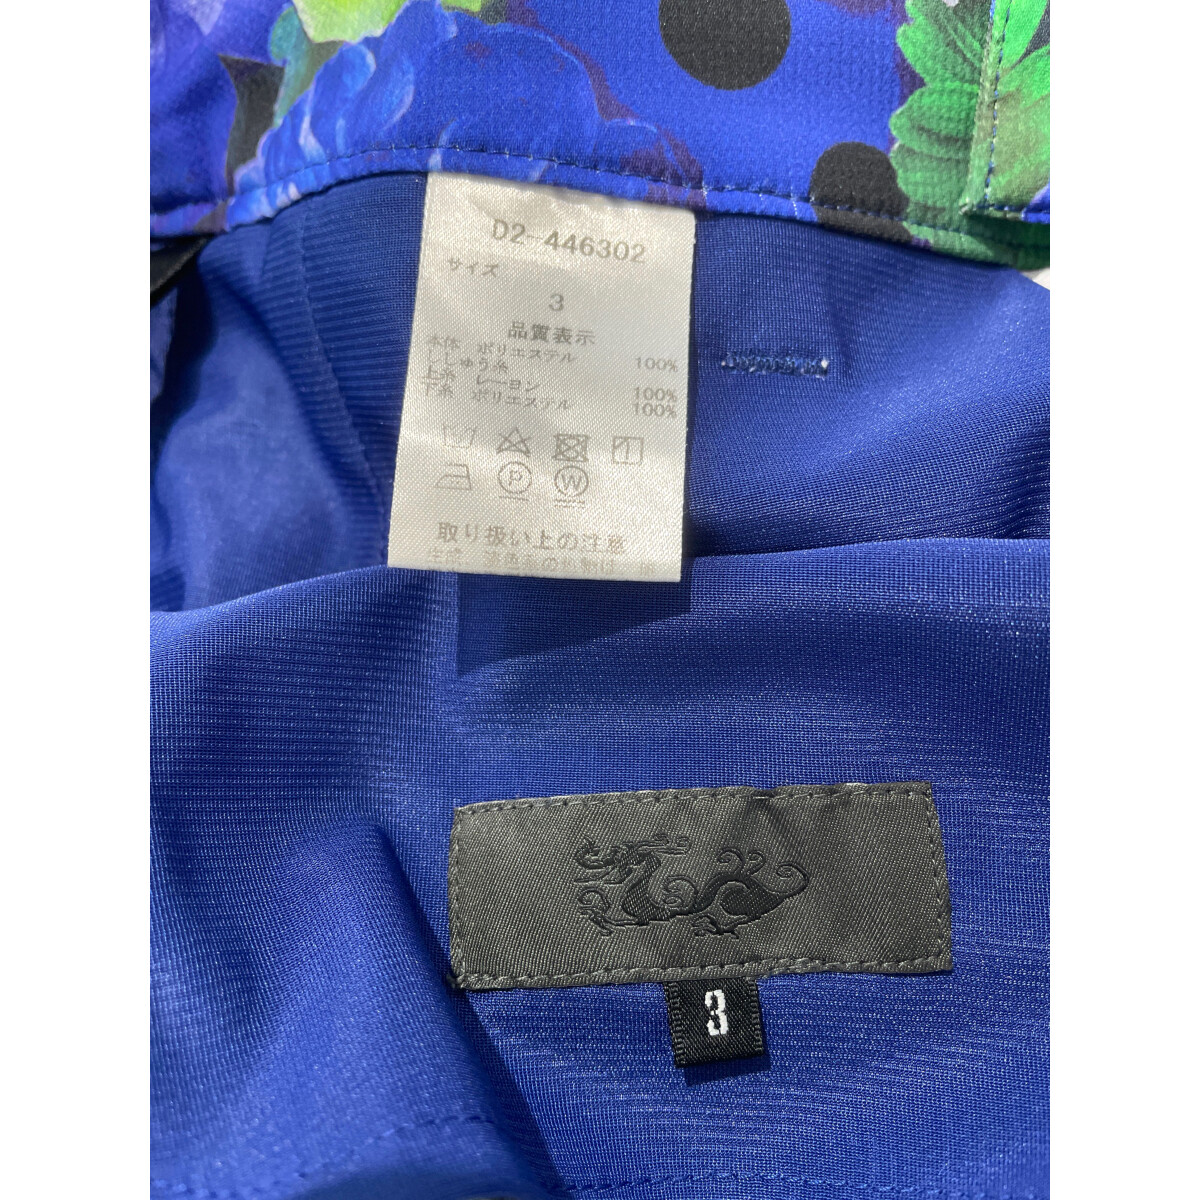 D2-446302
サイズ
3
品質表示
本体 ポリエステル 100%
ししゅう糸
上糸 レーヨン 100%
下糸 ポリエステル 100%
P W
取り扱い上の注意
3